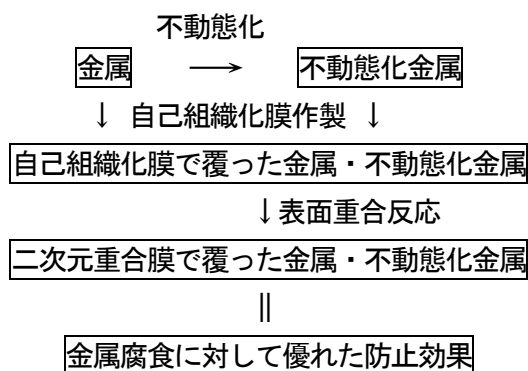 不動態化
金属 → 不動態化金属
↓ 自己組織化膜作製 ↓
自己組織化膜で覆った金属・不動態化金属
↓表面重合反応
二次元重合膜で覆った金属・不動態化金属
||
金属腐食に対して優れた防止効果